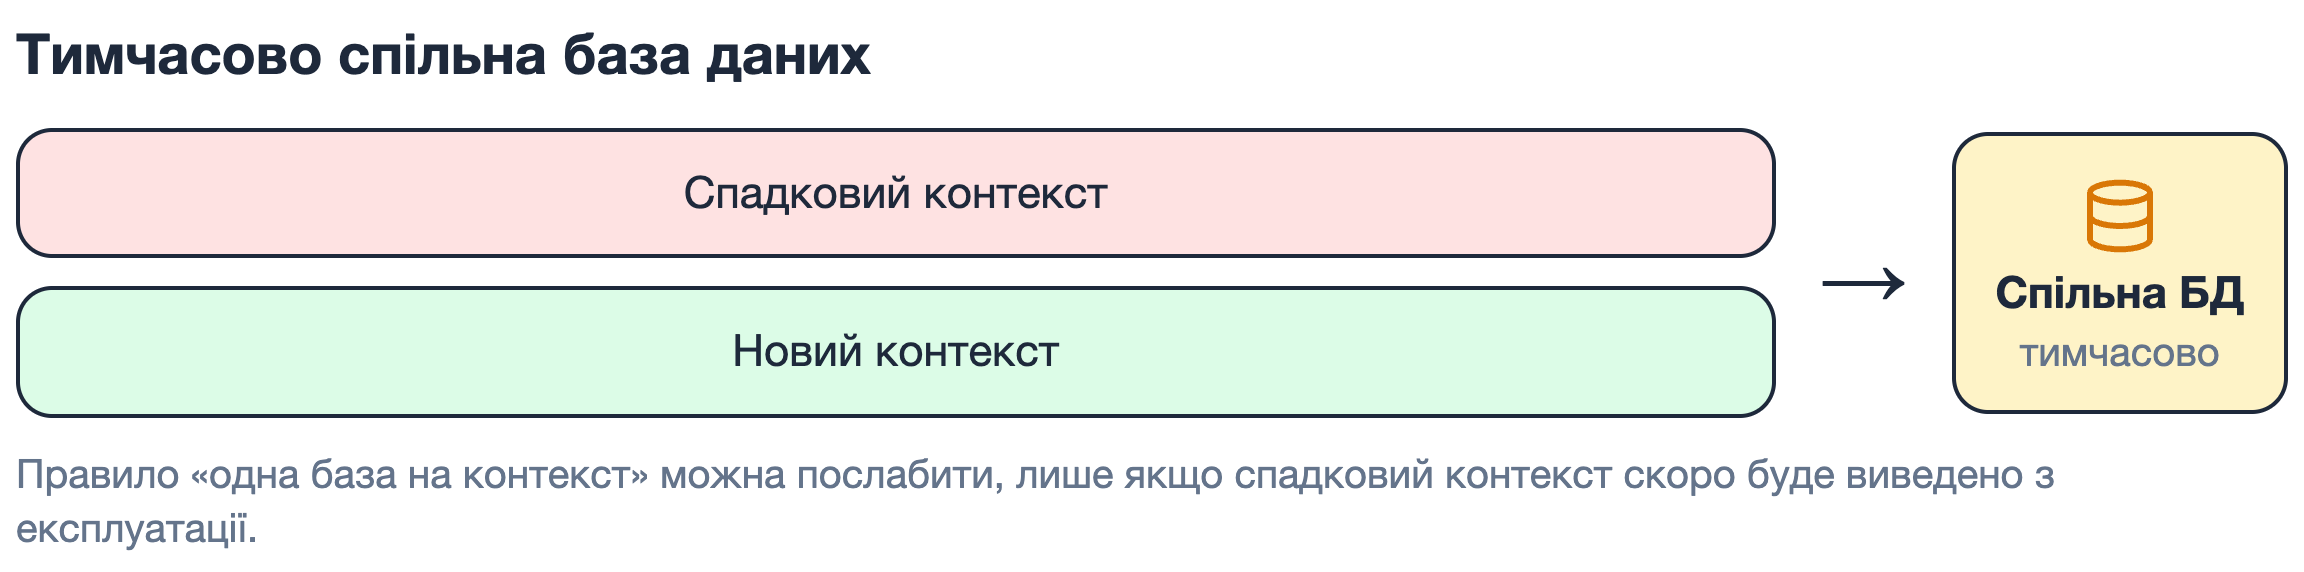 Тимчасово спільна база даних
Спадковий контекст
Новий контекст
→
Спільна БД
тимчасово
Правило «одна база на контекст» можна послабити, лише якщо спадковий контекст скоро буде виведено з
експлуатації.